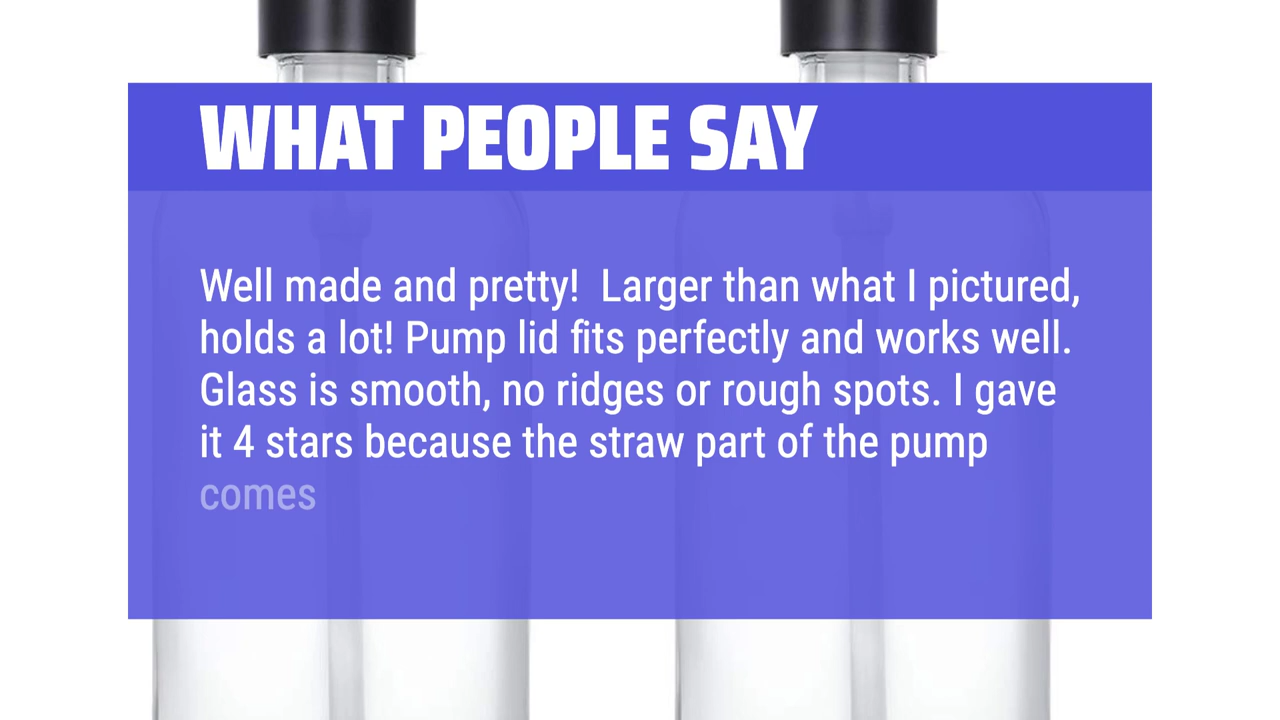 WHAT PEOPLE SAY
Well made and pretty!  Larger than what I pictured,
holds a lot! Pump lid fits perfectly and works well.
Glass is smooth, no ridges or rough spots. I gave
it 4 stars because the straw part of the pump
comes